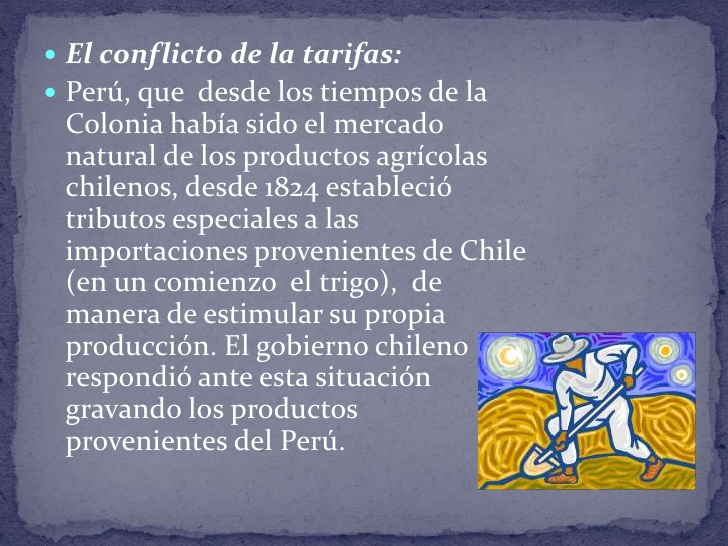 El conflicto de la tarifas:
Perú, que desde los tiempos de la
Colonia había sido el mercado
natural de los productos agrícolas
chilenos, desde 1824 estableció
tributos especiales a las
importaciones provenientes de Chile
(en un comienzo el trigo), de
manera de estimular su propia
producción. El gobierno chileno
respondió ante esta situación
gravando los productos
provenientes del Perú.